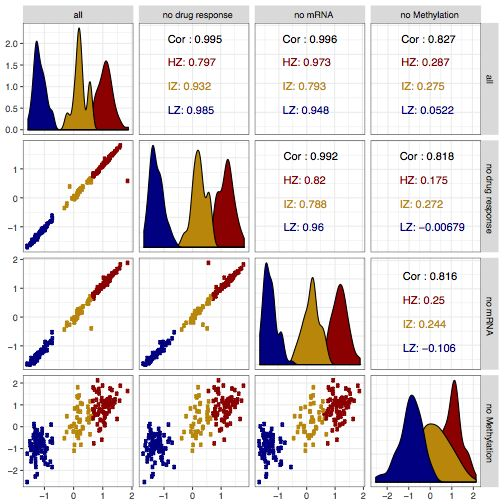 all
no drug response
no mRNA
no Methylation
2.0
1.5
1.0
0.5
0.0
Cor : 0.995
HZ: 0.797
IZ: 0.932
LZ: 0.985
Cor : 0.996
HZ: 0.973
IZ: 0.793
LZ: 0.948
Cor : 0.827
HZ: 0.287
IZ: 0.275
LZ: 0.0522
all
1
0
−1
Cor : 0.992
HZ: 0.82
IZ: 0.788
LZ: 0.96
Cor : 0.818
HZ: 0.175
IZ: 0.272
LZ: −0.00679
no drug response
2
1
0
−1
Cor : 0.816
HZ: 0.25
IZ: 0.244
LZ: −0.106
no mRNA
2
1
0
−1
−2
no Methylation
−1 0 1 2
−1 0 1
−1 0 1 2
−2 −1 0 1 2